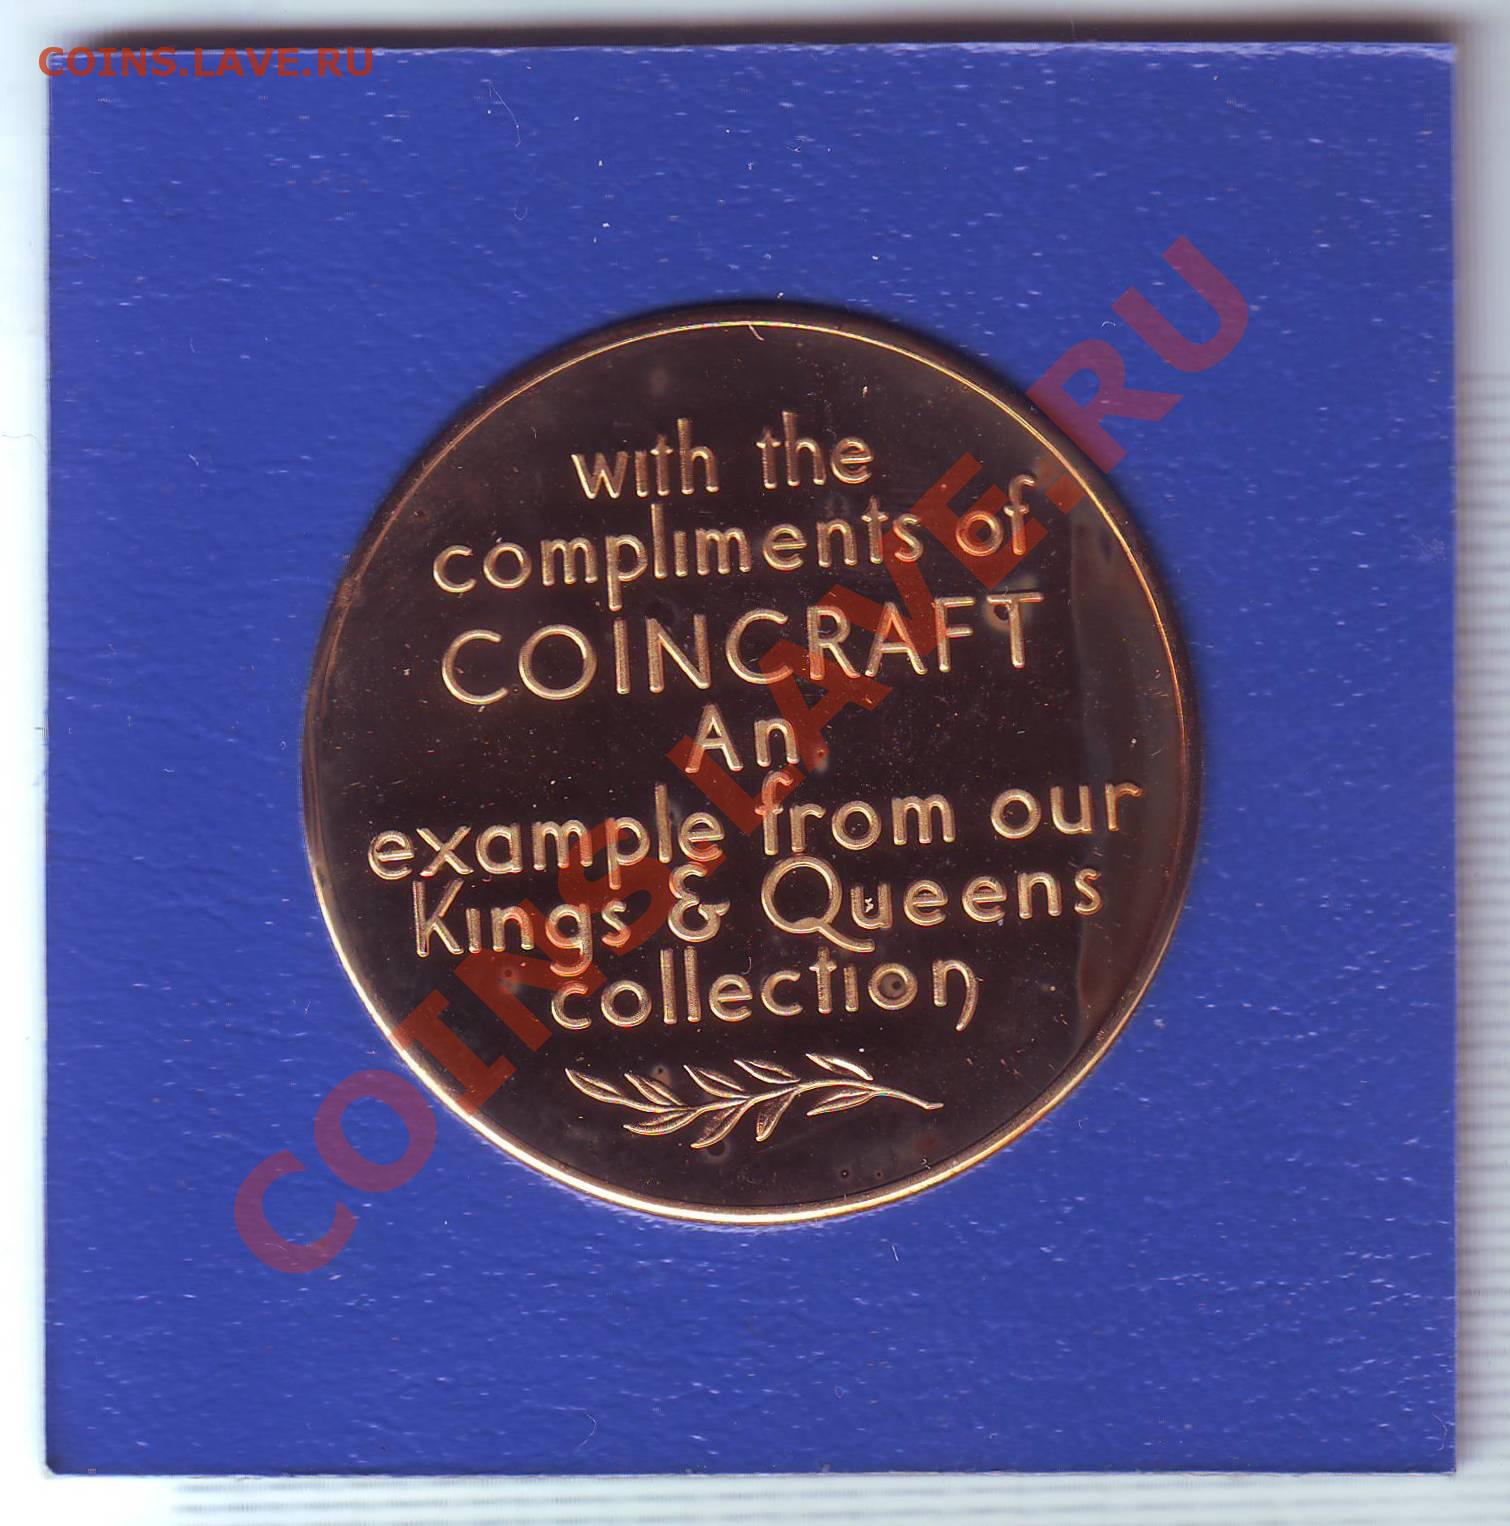 COINS.LAVE.RU
with the
compliments of
COINCRAFT
An
example from our
Kings & Queens
collection
COINS.LAVE.RU